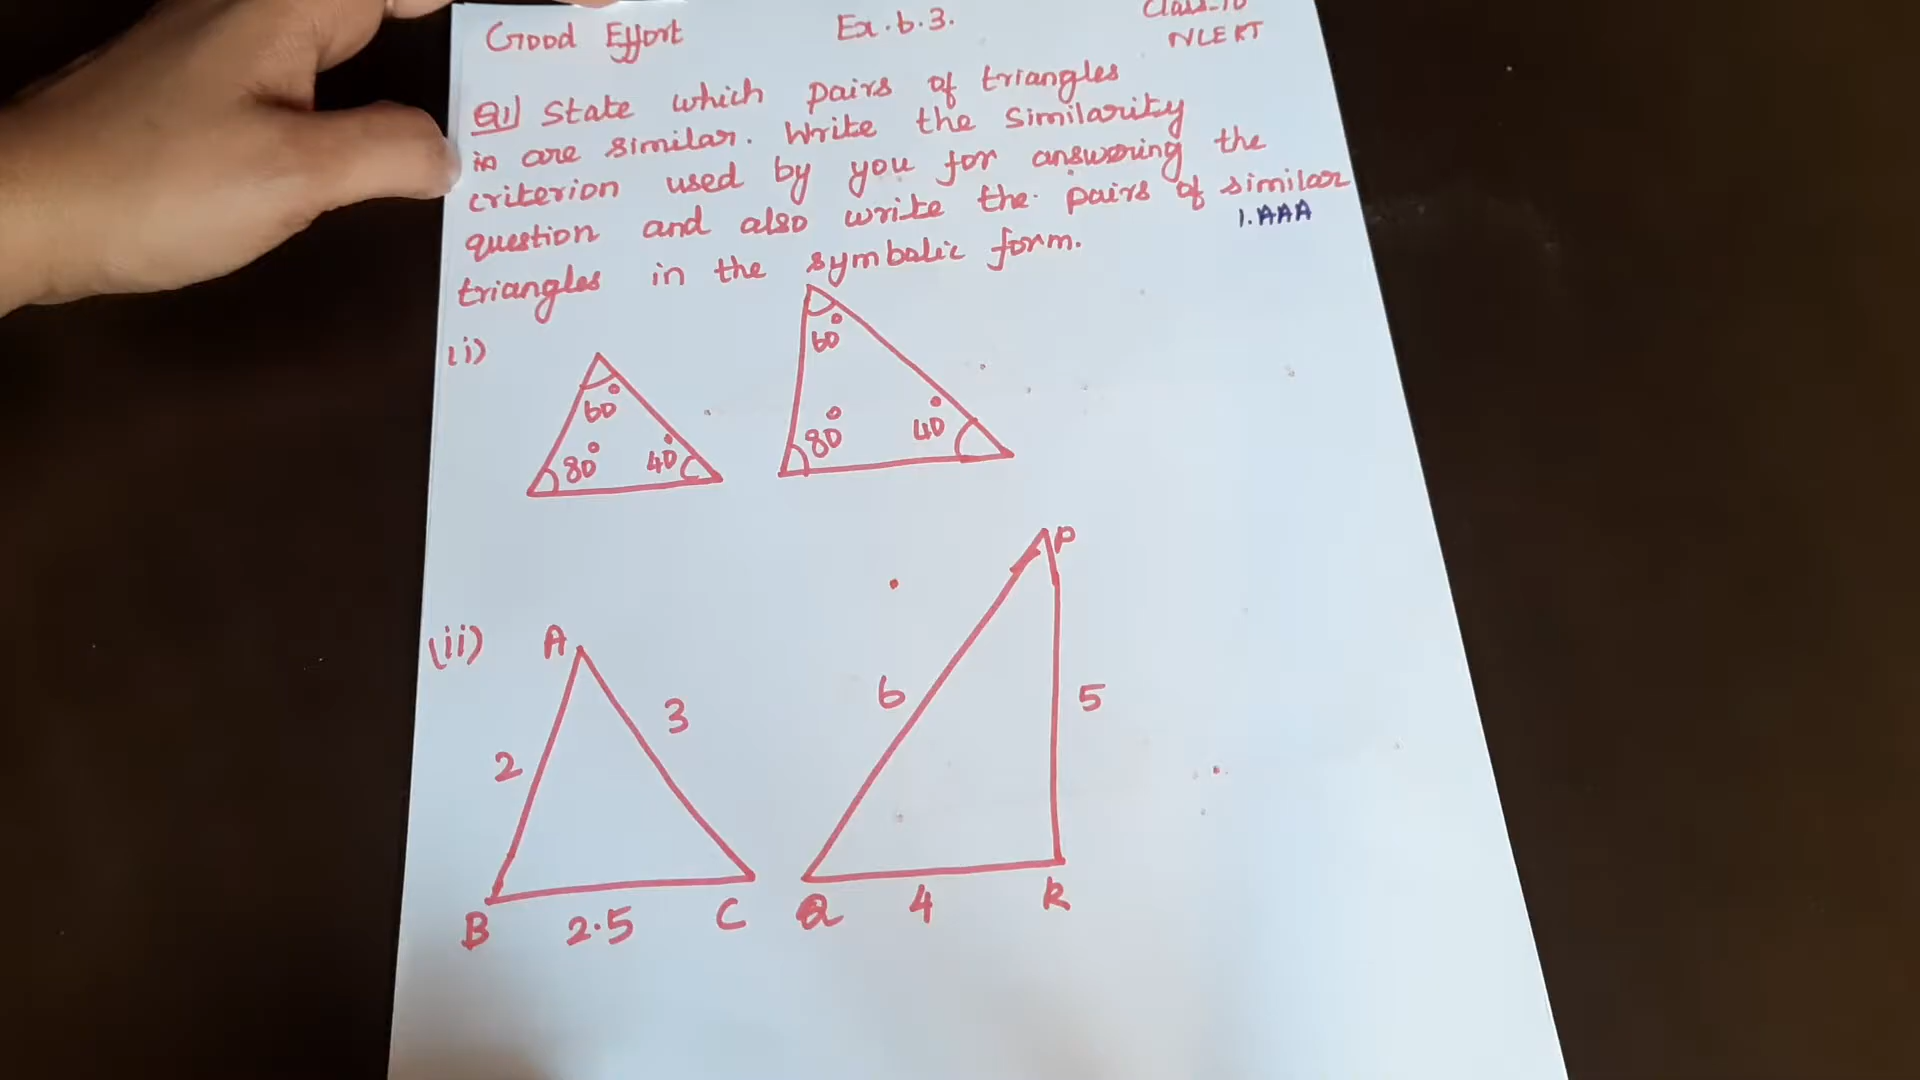 Good Effort Ex.6.3. Class-10
NCERT
Q1) State which pairs of triangles
in are similar. Write the similarity
criterion used by you for answering the
question and also write the pairs of similar
1.AAA
triangles in the symbolic form.
(i)
60°
60°
80° 40°
80° 40°
P
(ii) A
6 5
3
2
B 2.5 C Q 4 R